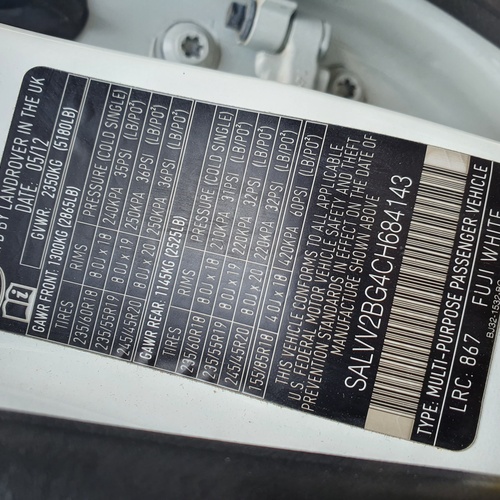 D BY LANDROVER IN THE UK
DATE: 05/12
GVWR. 2350KG (5180LB)
GAWR FRONT: 1300KG (2865LB)
TIRES RIMS PRESSURE (COLD SINGLE)
235/60R18 8.0J x 18 240KPA 35PSI (LB/PO²)
235/55R19 8.0J x 19 250KPA 36PSI (LB/PO²)
245/45R20 8.0J x 20 250KPA 36PSI (LB/PO²)
GAWR REAR: 1145KG (2525LB)
TIRES RIMS PRESSURE (COLD SINGLE)
235/60R18 8.0J x 18 210KPA 31PSI (LB/PO²)
235/55R19 8.0J x 19 220KPA 32PSI (LB/PO²)
245/45R20 8.0J x 20 220KPA 32PSI (LB/PO²)
155/85R18 4.0J x 18 420KPA 60PSI (LB/PO²)
THIS VEHICLE CONFORMS TO ALL APPLICABLE
U.S. FEDERAL MOTOR VEHICLE SAFETY AND THEFT
PREVENTION STANDARDS IN EFFECT ON THE DATE OF
MANUFACTURE SHOWN ABOVE
SALVV2BG4CH684143
TYPE: MULTI-PURPOSE PASSENGER VEHICLE
LRC: 867 FUJI WHITE